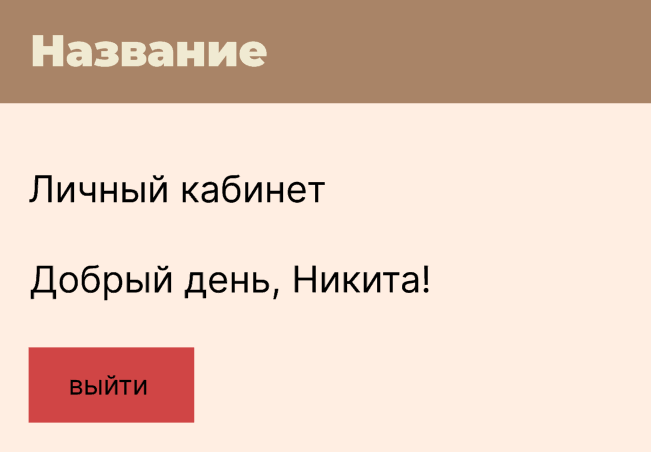 Название
Личный кабинет
Добрый день, Никита!
выйти